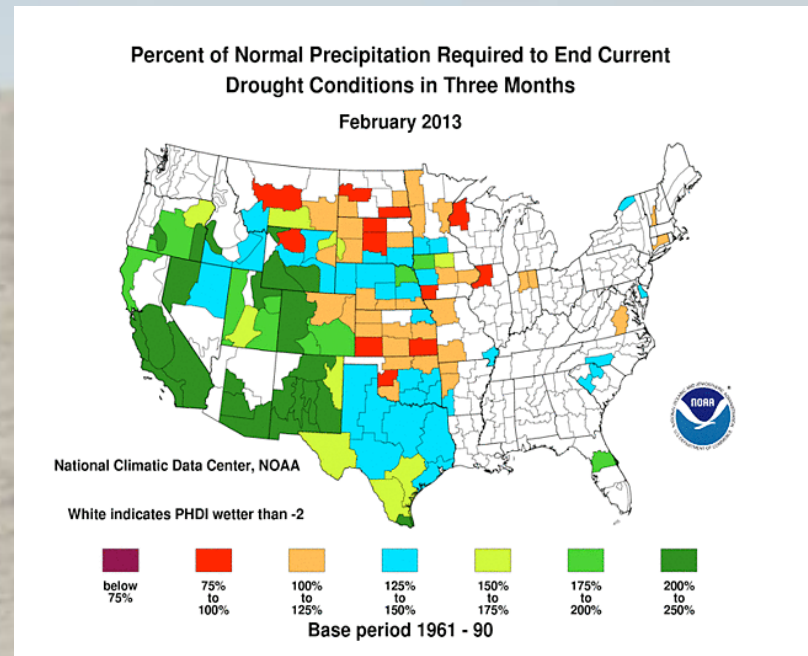 Percent of Normal Precipitation Required to End Current
Drought Conditions in Three Months
February 2013
NOAA
National Climatic Data Center, NOAA
White indicates PHDI wetter than -2
below 75%
75% to 100%
100% to 125%
125% to 150%
150% to 175%
175% to 200%
200% to 250%
Base period 1961 - 90